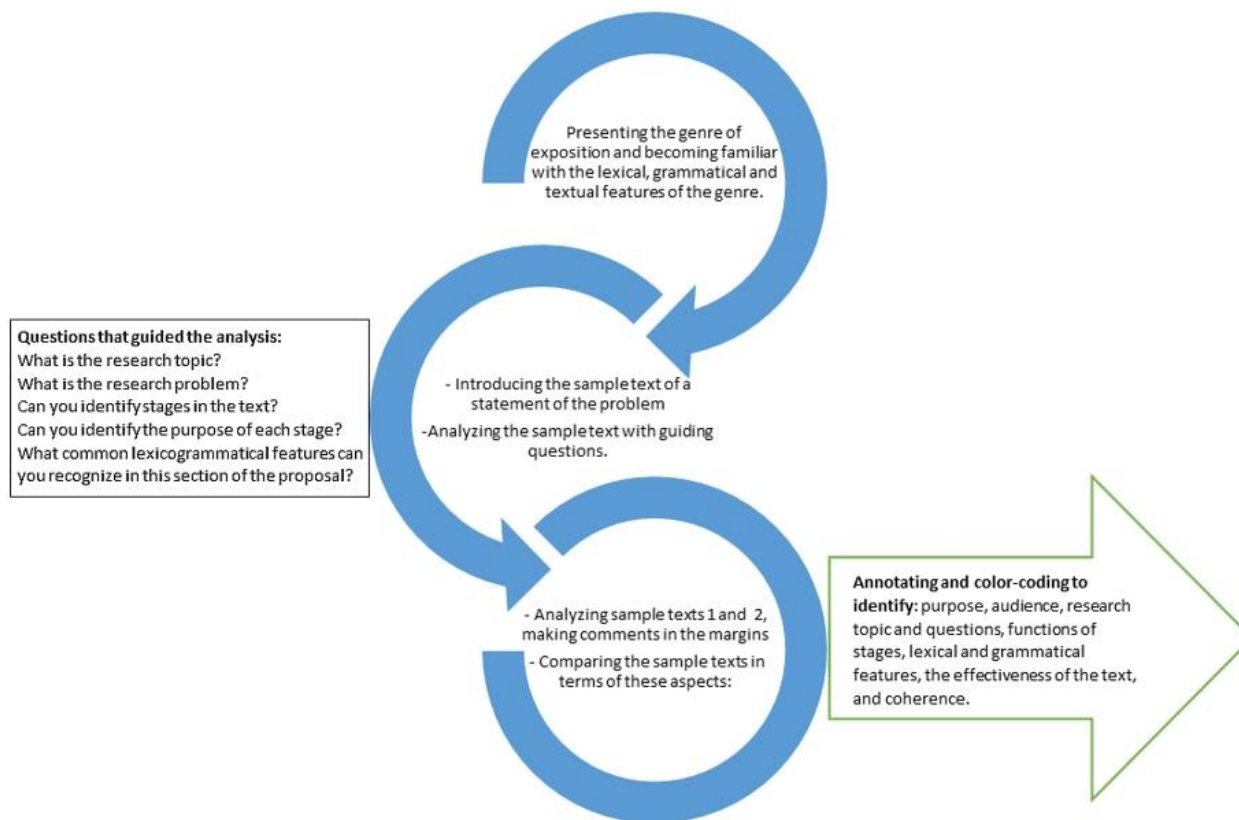 Presenting the genre of
exposition and becoming familiar
with the lexical, grammatical and
textual features of the genre.
Questions that guided the analysis:
What is the research topic?
What is the research problem?
Can you identify stages in the text?
Can you identify the purpose of each stage?
What common lexicogrammatical features can
you recognize in this section of the proposal?
- Introducing the sample text of a
statement of the problem
-Analyzing the sample text with guiding
questions.
- Analyzing sample texts 1 and 2,
making comments in the margins
- Comparing the sample texts in
terms of these aspects:
Annotating and color-coding to
identify: purpose, audience, research
topic and questions, functions of
stages, lexical and grammatical
features, the effectiveness of the text,
and coherence.